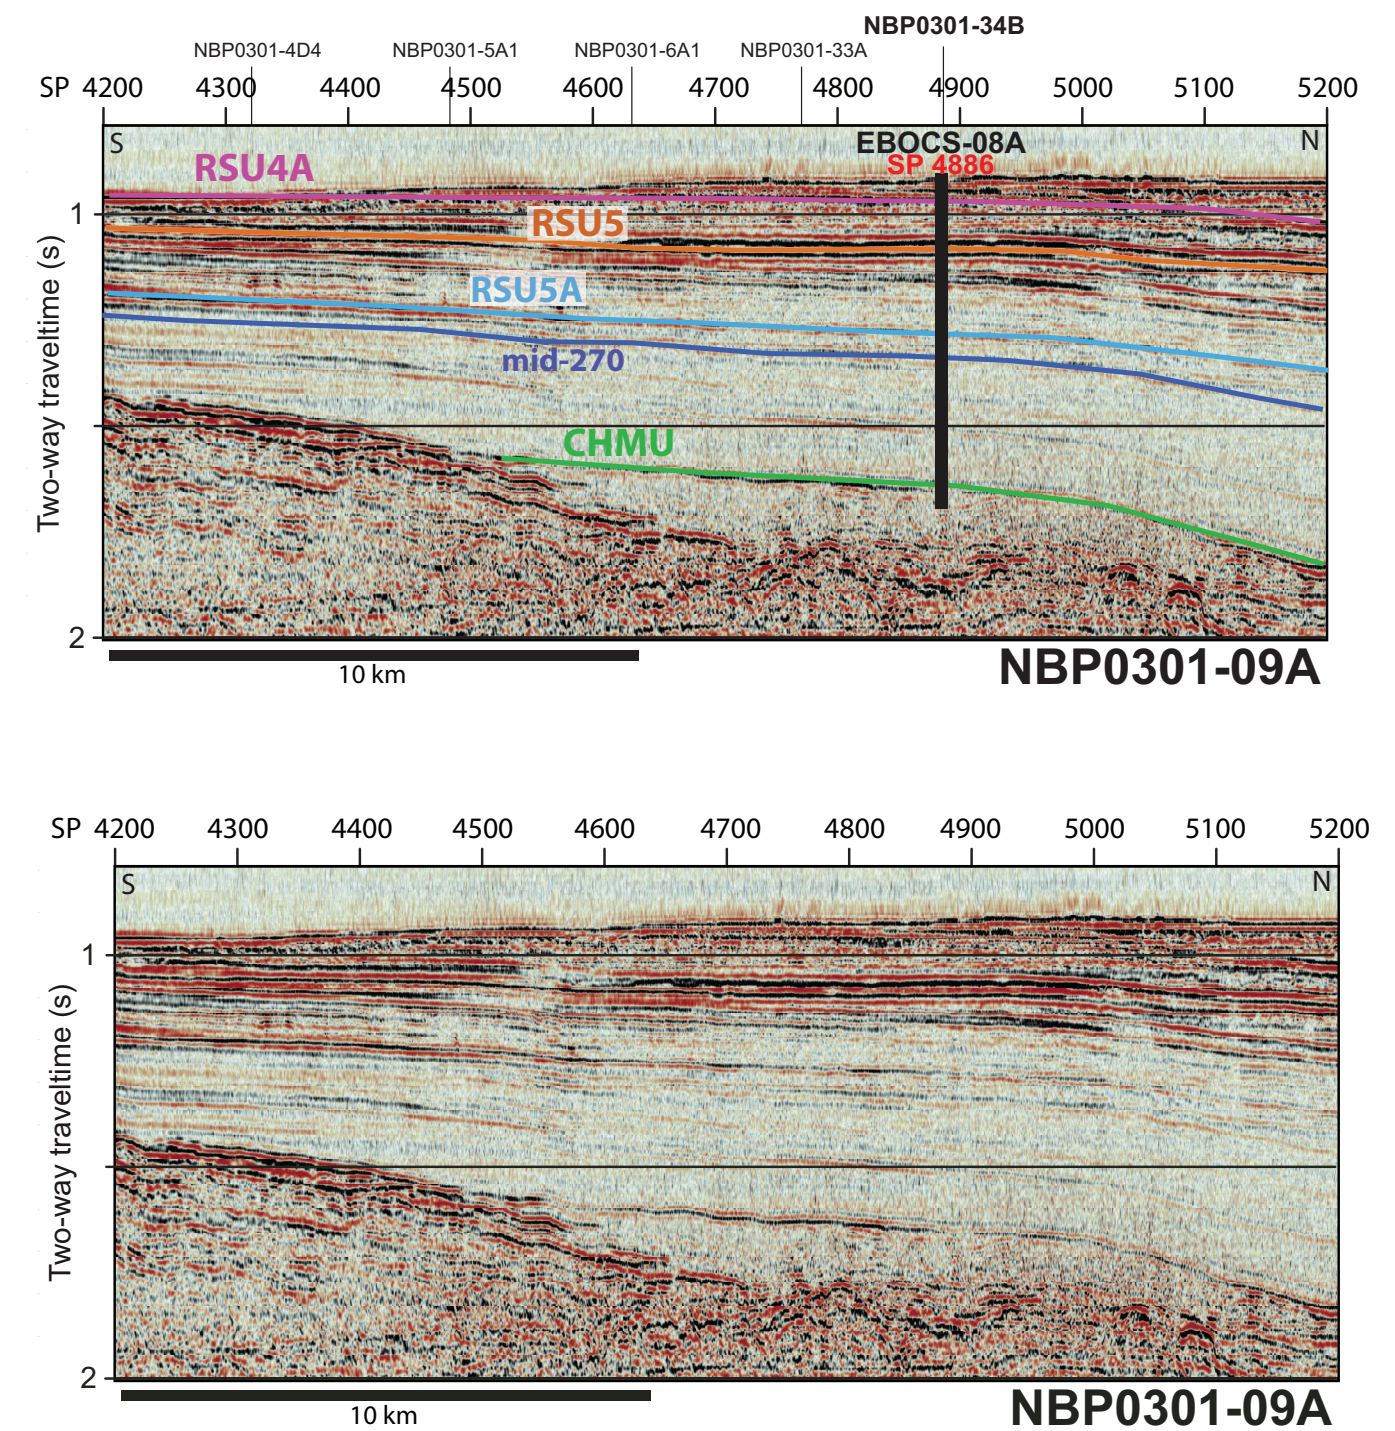 NBP0301-34B
NBP0301-4D4 NBP0301-5A1 NBP0301-6A1 NBP0301-33A
SP 4200 4300 4400 4500 4600 4700 4800 4900 5000 5100 5200
S EBOCS-08A N
RSU4A SP 4886
1
RSU5
RSU5A
mid-270
CHMU
Two-way traveltime (s)
2
10 km
NBP0301-09A
SP 4200 4300 4400 4500 4600 4700 4800 4900 5000 5100 5200
S N
1
Two-way traveltime (s)
2
10 km
NBP0301-09A